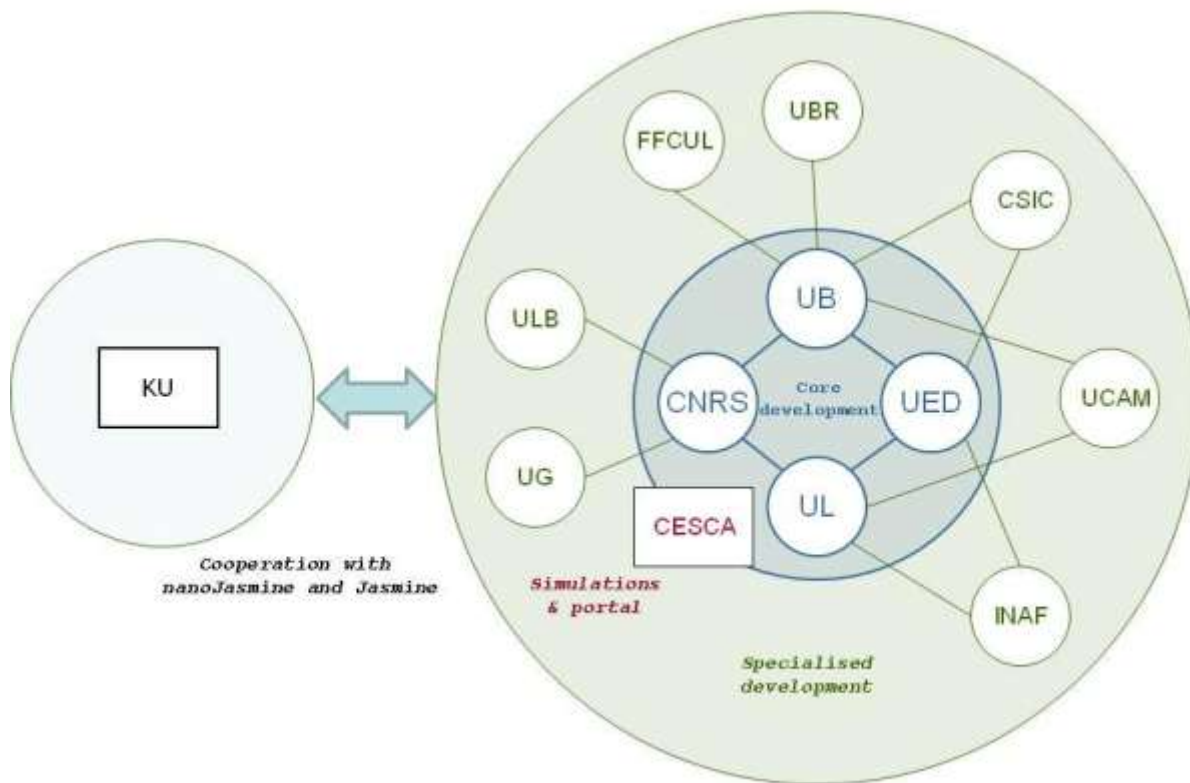 UBR
FFCUL
CSIC
UB
ULB
KU
CNRS
Core
development
UED
UCAM
UG
UL
CESCA
Cooperation with
nanoJasmine and Jasmine
Simulations
& portal
INAF
Specialised
development